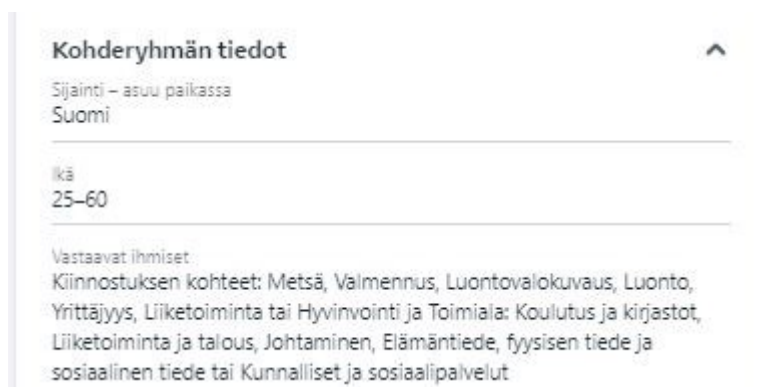 Kohderyhmän tiedot
Sijainti – asuu paikassa
Suomi
Ikä
25–60
Vastaavat ihmiset
Kiinnostuksen kohteet: Metsä, Valmennus, Luontovalokuvaus, Luonto,
Yrittäjyys, Liiketoiminta tai Hyvinvointi ja Toimiala: Koulutus ja kirjastot,
Liiketoiminta ja talous, Johtaminen, Elämäntiede, fyysisen tiede ja
sosiaalinen tiede tai Kunnalliset ja sosiaalipalvelut